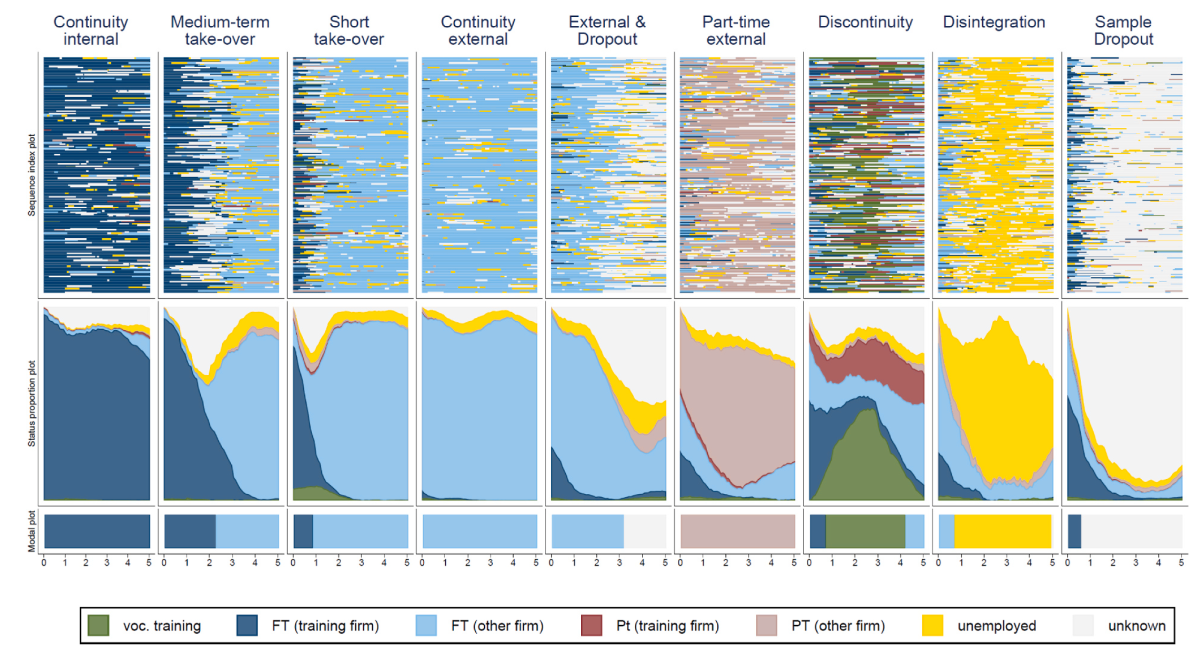 Continuity internal
Medium-term take-over
Short take-over
Continuity external
External & Dropout
Part-time external
Discontinuity
Disintegration
Sample Dropout
Sequence index plot
Status proportion plot
Modal plot
0 1 2 3 4 5
0 1 2 3 4 5
0 1 2 3 4 5
0 1 2 3 4 5
0 1 2 3 4 5
0 1 2 3 4 5
0 1 2 3 4 5
0 1 2 3 4 5
0 1 2 3 4 5
voc. training
FT (training firm)
FT (other firm)
Pt (training firm)
PT (other firm)
unemployed
unknown